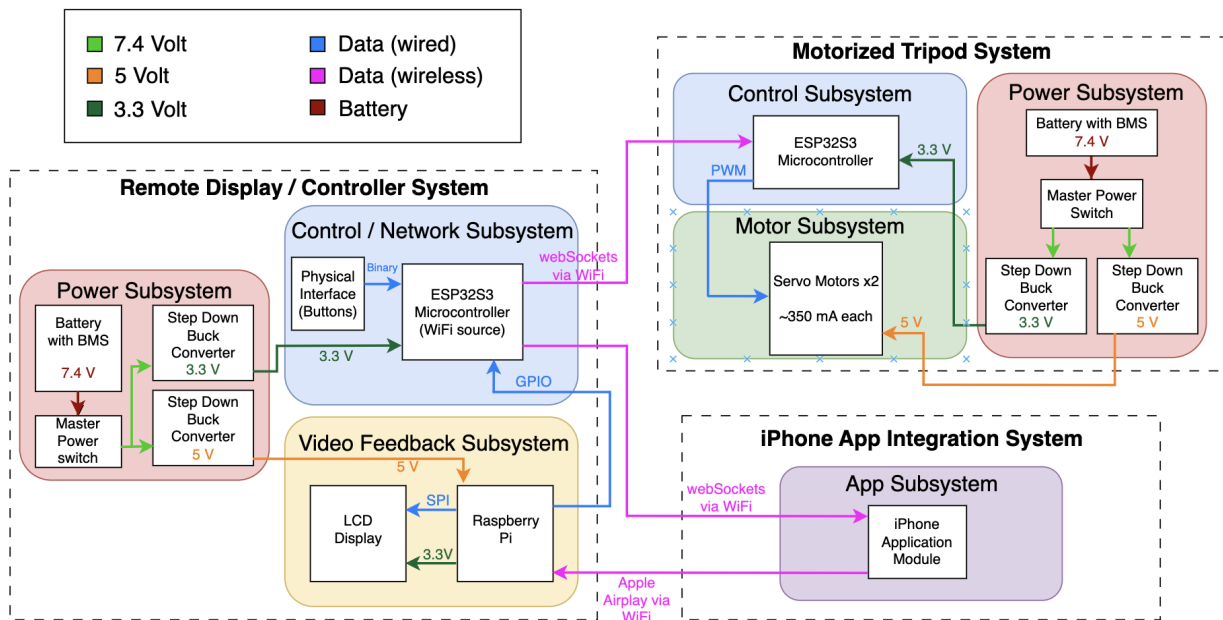 7.4 Volt
5 Volt
3.3 Volt
Data (wired)
Data (wireless)
Battery
Remote Display / Controller System
Power Subsystem
Battery
with BMS
7.4 V
Master
Power
switch
Step Down
Buck
Converter
3.3 V
Step Down
Buck
Converter
5 V
3.3 V
Control / Network Subsystem
Physical
Interface
(Buttons)
Binary
ESP32S3
Microcontroller
(WiFi source)
GPIO
Video Feedback Subsystem
5 V
LCD
Display
SPI
3.3V
Raspberry
Pi
webSockets
via WiFi
Motorized Tripod System
Control Subsystem
ESP32S3
Microcontroller
PWM
3.3 V
Motor Subsystem
Servo Motors x2
~350 mA each
5 V
Power Subsystem
Battery with BMS
7.4 V
Master Power
Switch
Step Down
Buck
Converter
3.3 V
Step Down
Buck
Converter
5 V
iPhone App Integration System
App Subsystem
webSockets
via WiFi
iPhone
Application
Module
Apple
Airplay via
WiFi